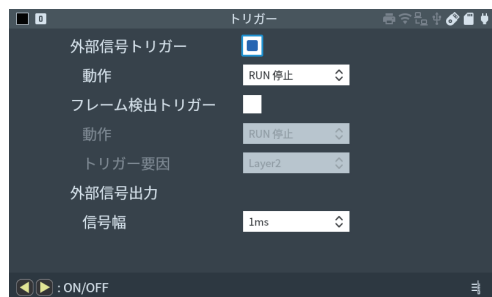 0 トリガー
外部信号トリガー
動作 RUN 停止
フレーム検出トリガー
動作 RUN 停止
トリガー要因 Layer2
外部信号出力
信号幅 1ms
: ON/OFF